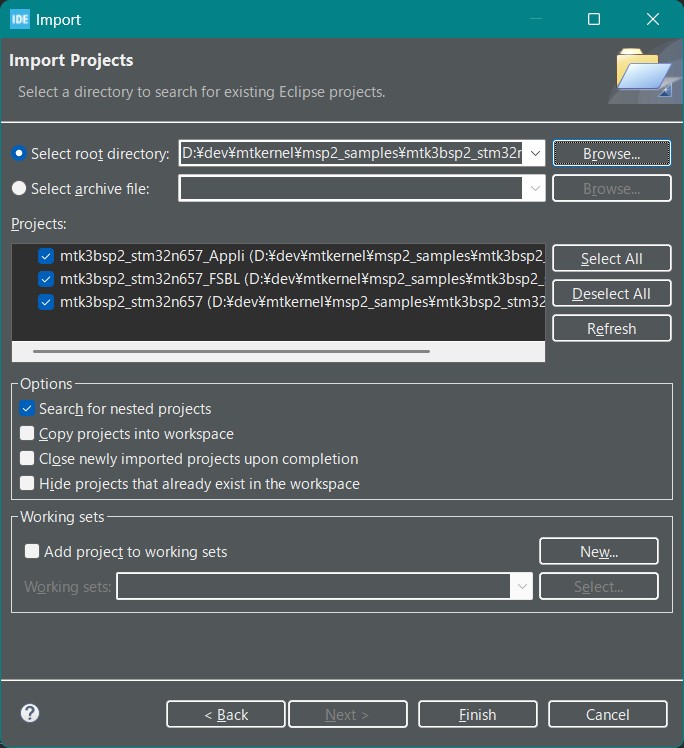 IDE Import
Import Projects
Select a directory to search for existing Eclipse projects.
Select root directory: D:¥dev¥mtkernel¥msp2_samples¥mtk3bsp2_stm32n Browse...
Select archive file: Browse...
Projects:
mtk3bsp2_stm32n657_Appli (D:¥dev¥mtkernel¥msp2_samples¥mtk3bsp2_ Select All
mtk3bsp2_stm32n657_FSBL (D:¥dev¥mtkernel¥msp2_samples¥mtk3bsp2_ Deselect All
mtk3bsp2_stm32n657 (D:¥dev¥mtkernel¥msp2_samples¥mtk3bsp2_stm32 Refresh
Options
Search for nested projects
Copy projects into workspace
Close newly imported projects upon completion
Hide projects that already exist in the workspace
Working sets
Add project to working sets New...
Working sets: Select...
? < Back Next > Finish Cancel